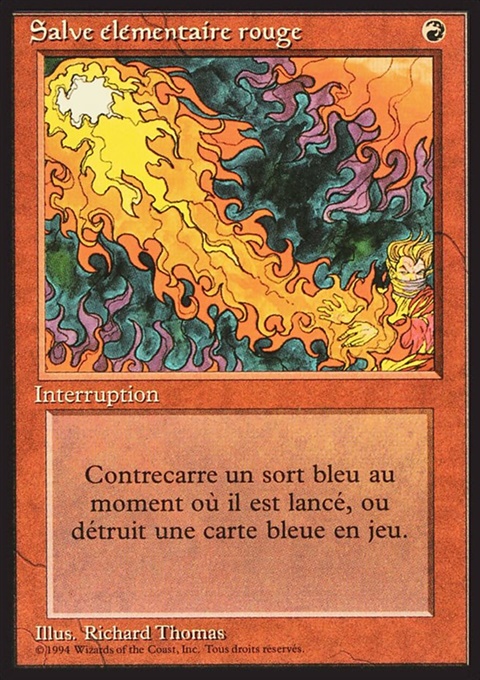 Salve élémentaire rouge
Interruption
Contrecarre un sort bleu au
moment où il est lancé, ou
détruit une carte bleue en jeu.
Illus. Richard Thomas
©1994 Wizards of the Coast, Inc. Tous droits réservés.